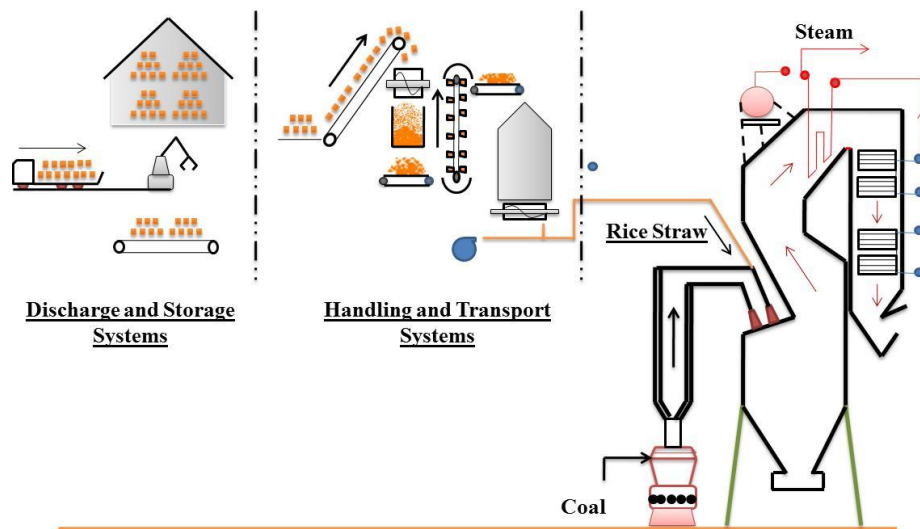 Steam
Rice Straw
Discharge and Storage
Systems
Handling and Transport
Systems
Coal